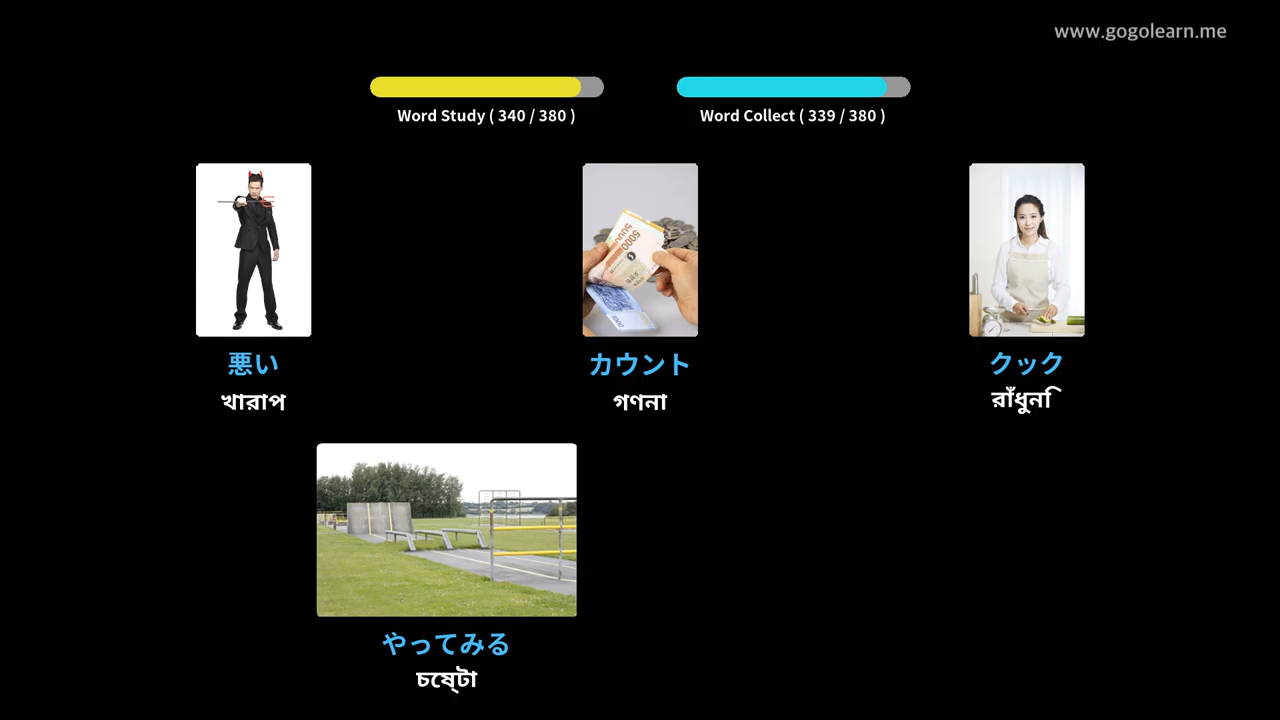 www.gogolearn.me
Word Study ( 340 / 380 )
Word Collect ( 339 / 380 )
悪い
カウント
クック
খারাপ
গণনা
রাঁধুনি
やってみる
চেষ্টা